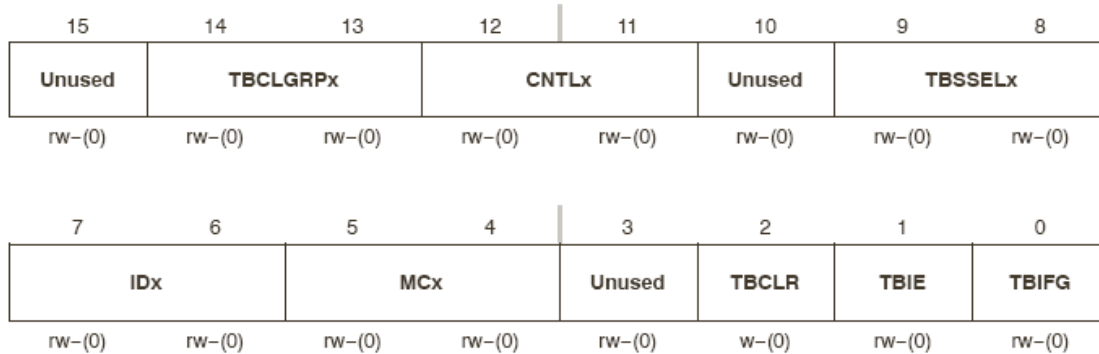 15 14 13 12 11 10 9 8
Unused TBCLGRPx CNTLx Unused TBSSELx
rw−(0) rw−(0) rw−(0) rw−(0) rw−(0) rw−(0) rw−(0) rw−(0)
7 6 5 4 3 2 1 0
IDx MCx Unused TBCLR TBIE TBIFG
rw−(0) rw−(0) rw−(0) rw−(0) rw−(0) w−(0) rw−(0) rw−(0)